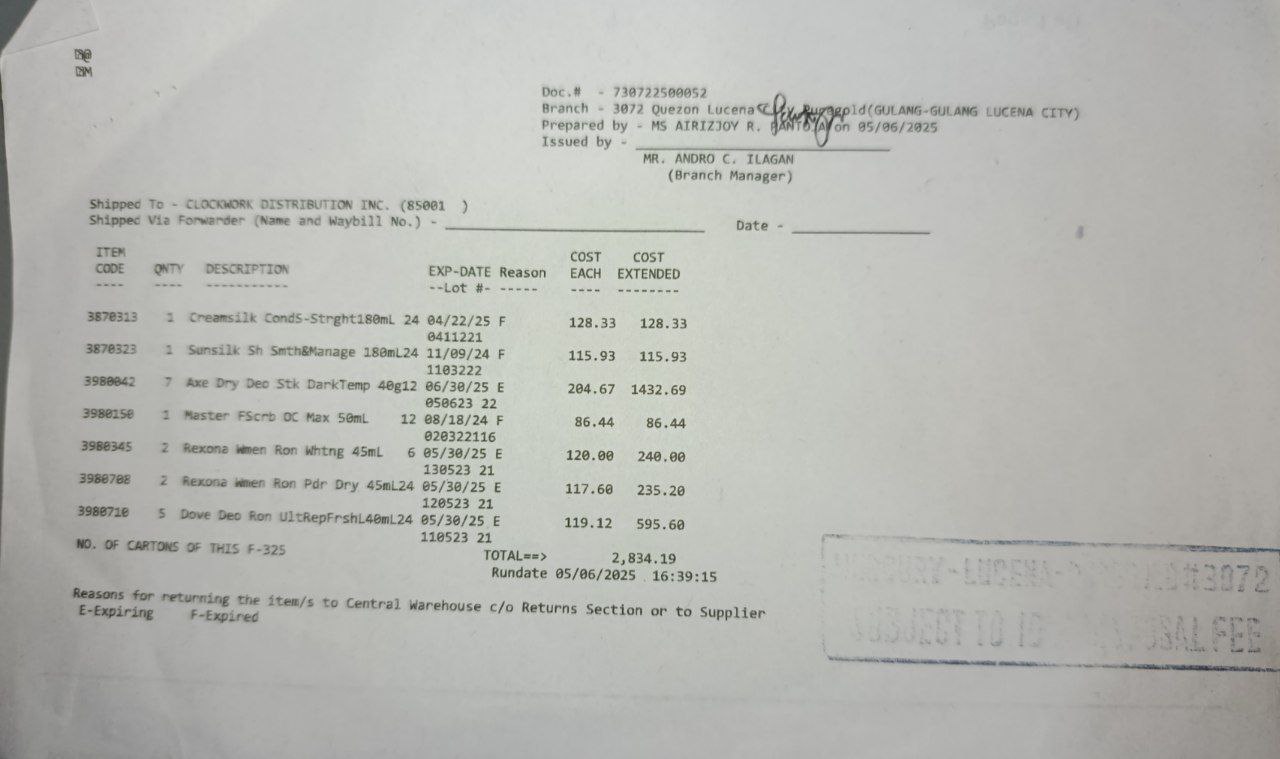 Doc.# - 730722500052
Branch - 3072 Quezon Lucena Puregold(GULANG-GULANG LUCENA CITY)
Prepared by - MS AIRIZJOY R. PANTOJA on 05/06/2025
Issued by -
MR. ANDRO C. ILAGAN
(Branch Manager)
Shipped To - CLOCKWORK DISTRIBUTION INC. (85001 )
Shipped Via Forwarder (Name and Waybill No.) - Date -
ITEM COST COST
CODE QNTY DESCRIPTION EXP-DATE Reason EACH EXTENDED
---- ---- ----------- --Lot #- ----- ---- --------
3870313 1 Creamsilk CondS-Strght180mL 24 04/22/25 F 128.33 128.33
0411221
3870323 1 Sunsilk Sh Smth&Manage 180mL24 11/09/24 F 115.93 115.93
1103222
3980042 7 Axe Dry Deo Stk DarkTemp 40g12 06/30/25 E 204.67 1432.69
050623 22
3980150 1 Master FScrb OC Max 50mL 12 08/18/24 F 86.44 86.44
020322116
3980345 2 Rexona Wmen Ron Whtng 45mL 6 05/30/25 E 120.00 240.00
130523 21
3980708 2 Rexona Wmen Ron Pdr Dry 45mL24 05/30/25 E 117.60 235.20
120523 21
3980710 5 Dove Deo Ron UltRepFrshL40mL24 05/30/25 E 119.12 595.60
110523 21
NO. OF CARTONS OF THIS F-325 TOTAL==> 2,834.19
Rundate 05/06/2025 16:39:15
Reasons for returning the item/s to Central Warehouse c/o Returns Section or to Supplier
E-Expiring F-Expired
MERCURY-LUCENA- #3072
SUBJECT TO 10 FEE